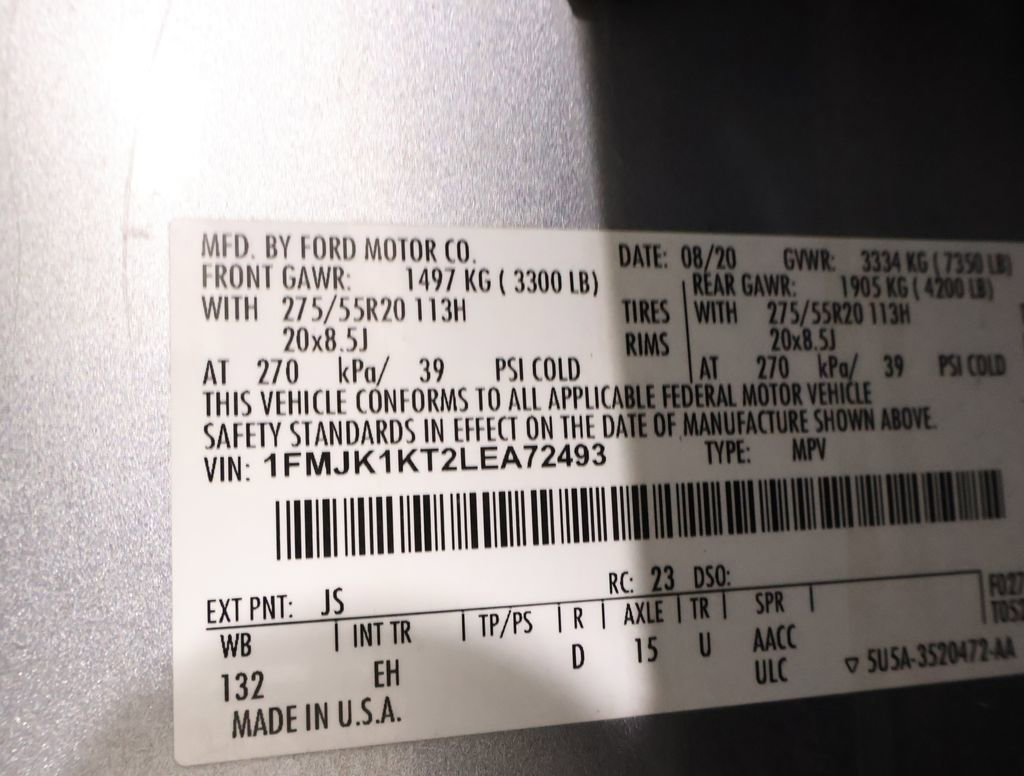 MFD. BY FORD MOTOR CO. DATE: 08/20 GVWR: 3334 KG ( 7350 LB)
FRONT GAWR: 1497 KG ( 3300 LB) REAR GAWR: 1905 KG ( 4200 LB)
WITH 275/55R20 113H TIRES WITH 275/55R20 113H
20x8.5J RIMS 20x8.5J
AT 270 kPa/ 39 PSI COLD AT 270 kPa/ 39 PSI COLD
THIS VEHICLE CONFORMS TO ALL APPLICABLE FEDERAL MOTOR VEHICLE
SAFETY STANDARDS IN EFFECT ON THE DATE OF MANUFACTURE SHOWN ABOVE.
VIN: 1FMJK1KT2LEA72493 TYPE: MPV
EXT PNT: JS RC: 23 DSO:
WB INT TR TP/PS R AXLE TR SPR
132 EH D 15 U AACC
ULC
5U5A-3520472-AA
MADE IN U.S.A.